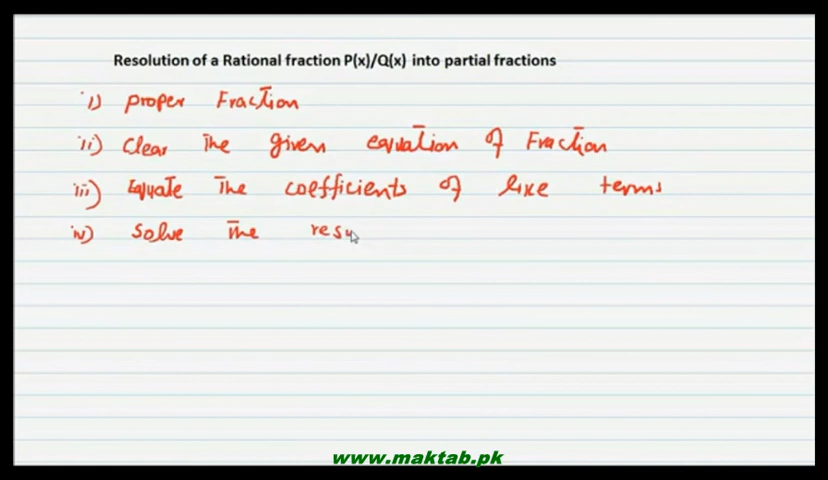 Resolution of a Rational fraction P(x)/Q(x) into partial fractions
i) Proper Fraction
ii) Clear The given equation of Fraction
iii) Equate The coefficients of like terms
iv) Solve The resu
www.maktab.pk